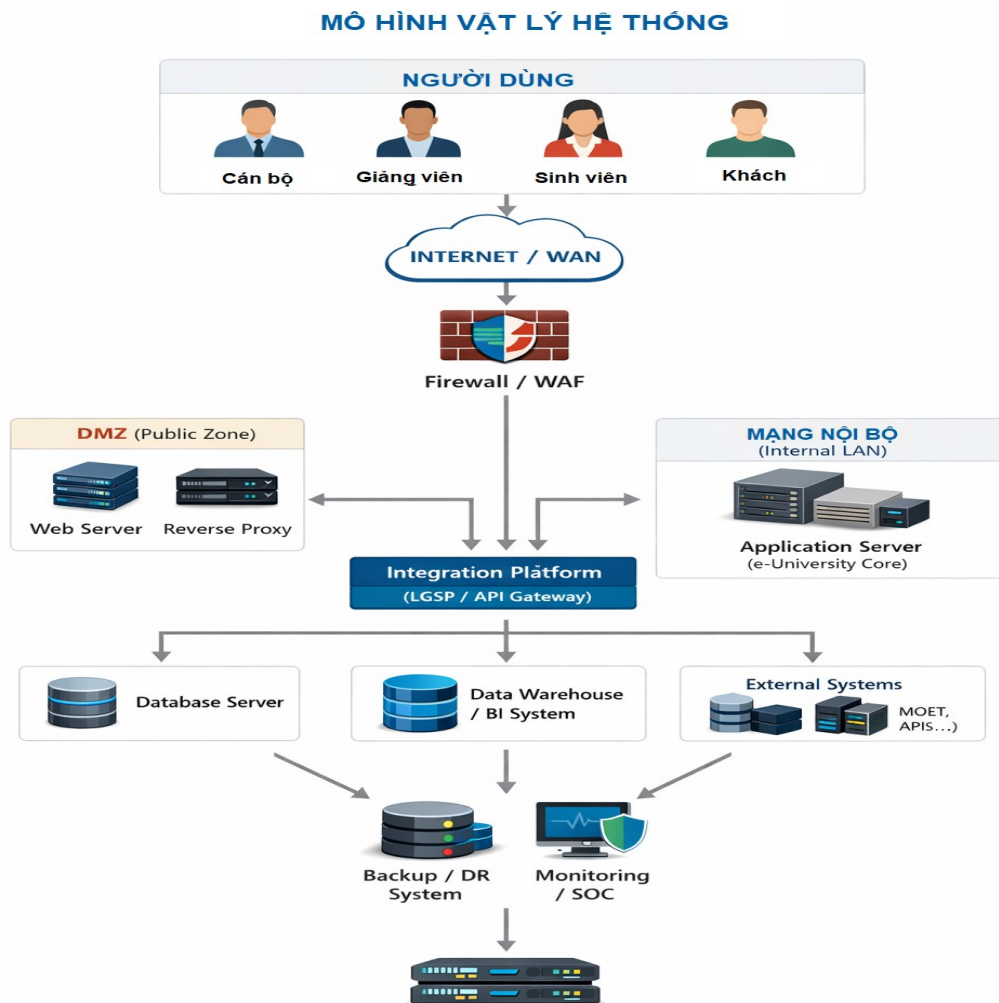 MÔ HÌNH VẬT LÝ HỆ THỐNG
NGƯỜI DÙNG
Cán bộ
Giảng viên
Sinh viên
Khách
INTERNET / WAN
Firewall / WAF
DMZ (Public Zone)
Web Server
Reverse Proxy
MẠNG NỘI BỘ
(Internal LAN)
Application Server
(e-University Core)
Integration Plătform
(LGSP / API Gateway)
Database Server
Data Warehouse
/ BI System
External Systems
MOET,
APIS...)
Backup / DR
System
Monitoring
/ SOC